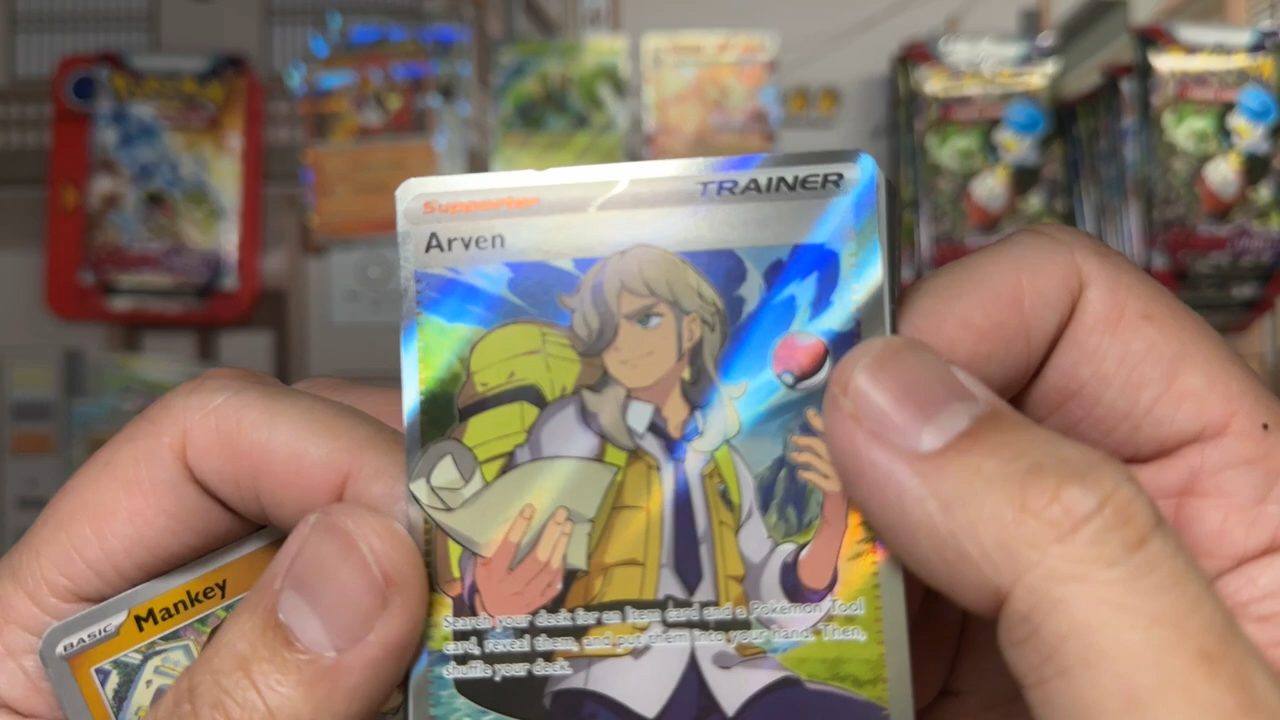 Supporter
TRAINER
Arven
Search your deck for an Item card and a Pokémon Tool
card, reveal them, and put them into your hand. Then,
shuffle your deck.
BASIC
Mankey